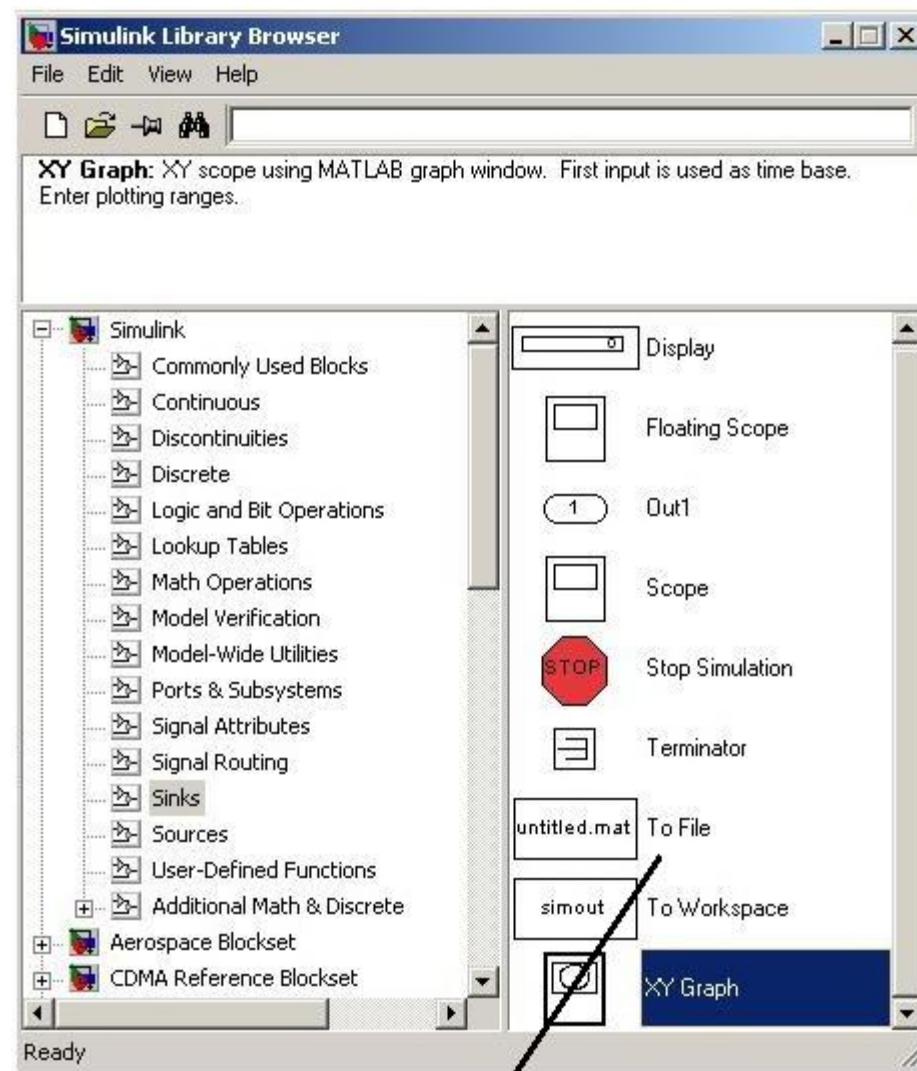 Simulink Library Browser
File Edit View Help
XY Graph: XY scope using MATLAB graph window. First input is used as time base.
Enter plotting ranges.
Simulink
Commonly Used Blocks
Continuous
Discontinuities
Discrete
Logic and Bit Operations
Lookup Tables
Math Operations
Model Verification
Model-Wide Utilities
Ports & Subsystems
Signal Attributes
Signal Routing
Sinks
Sources
User-Defined Functions
Additional Math & Discrete
Aerospace Blockset
CDMA Reference Blockset
0 Display
Floating Scope
1 Out1
Scope
STOP Stop Simulation
Terminator
untitled.mat To File
simout To Workspace
XY Graph
Ready